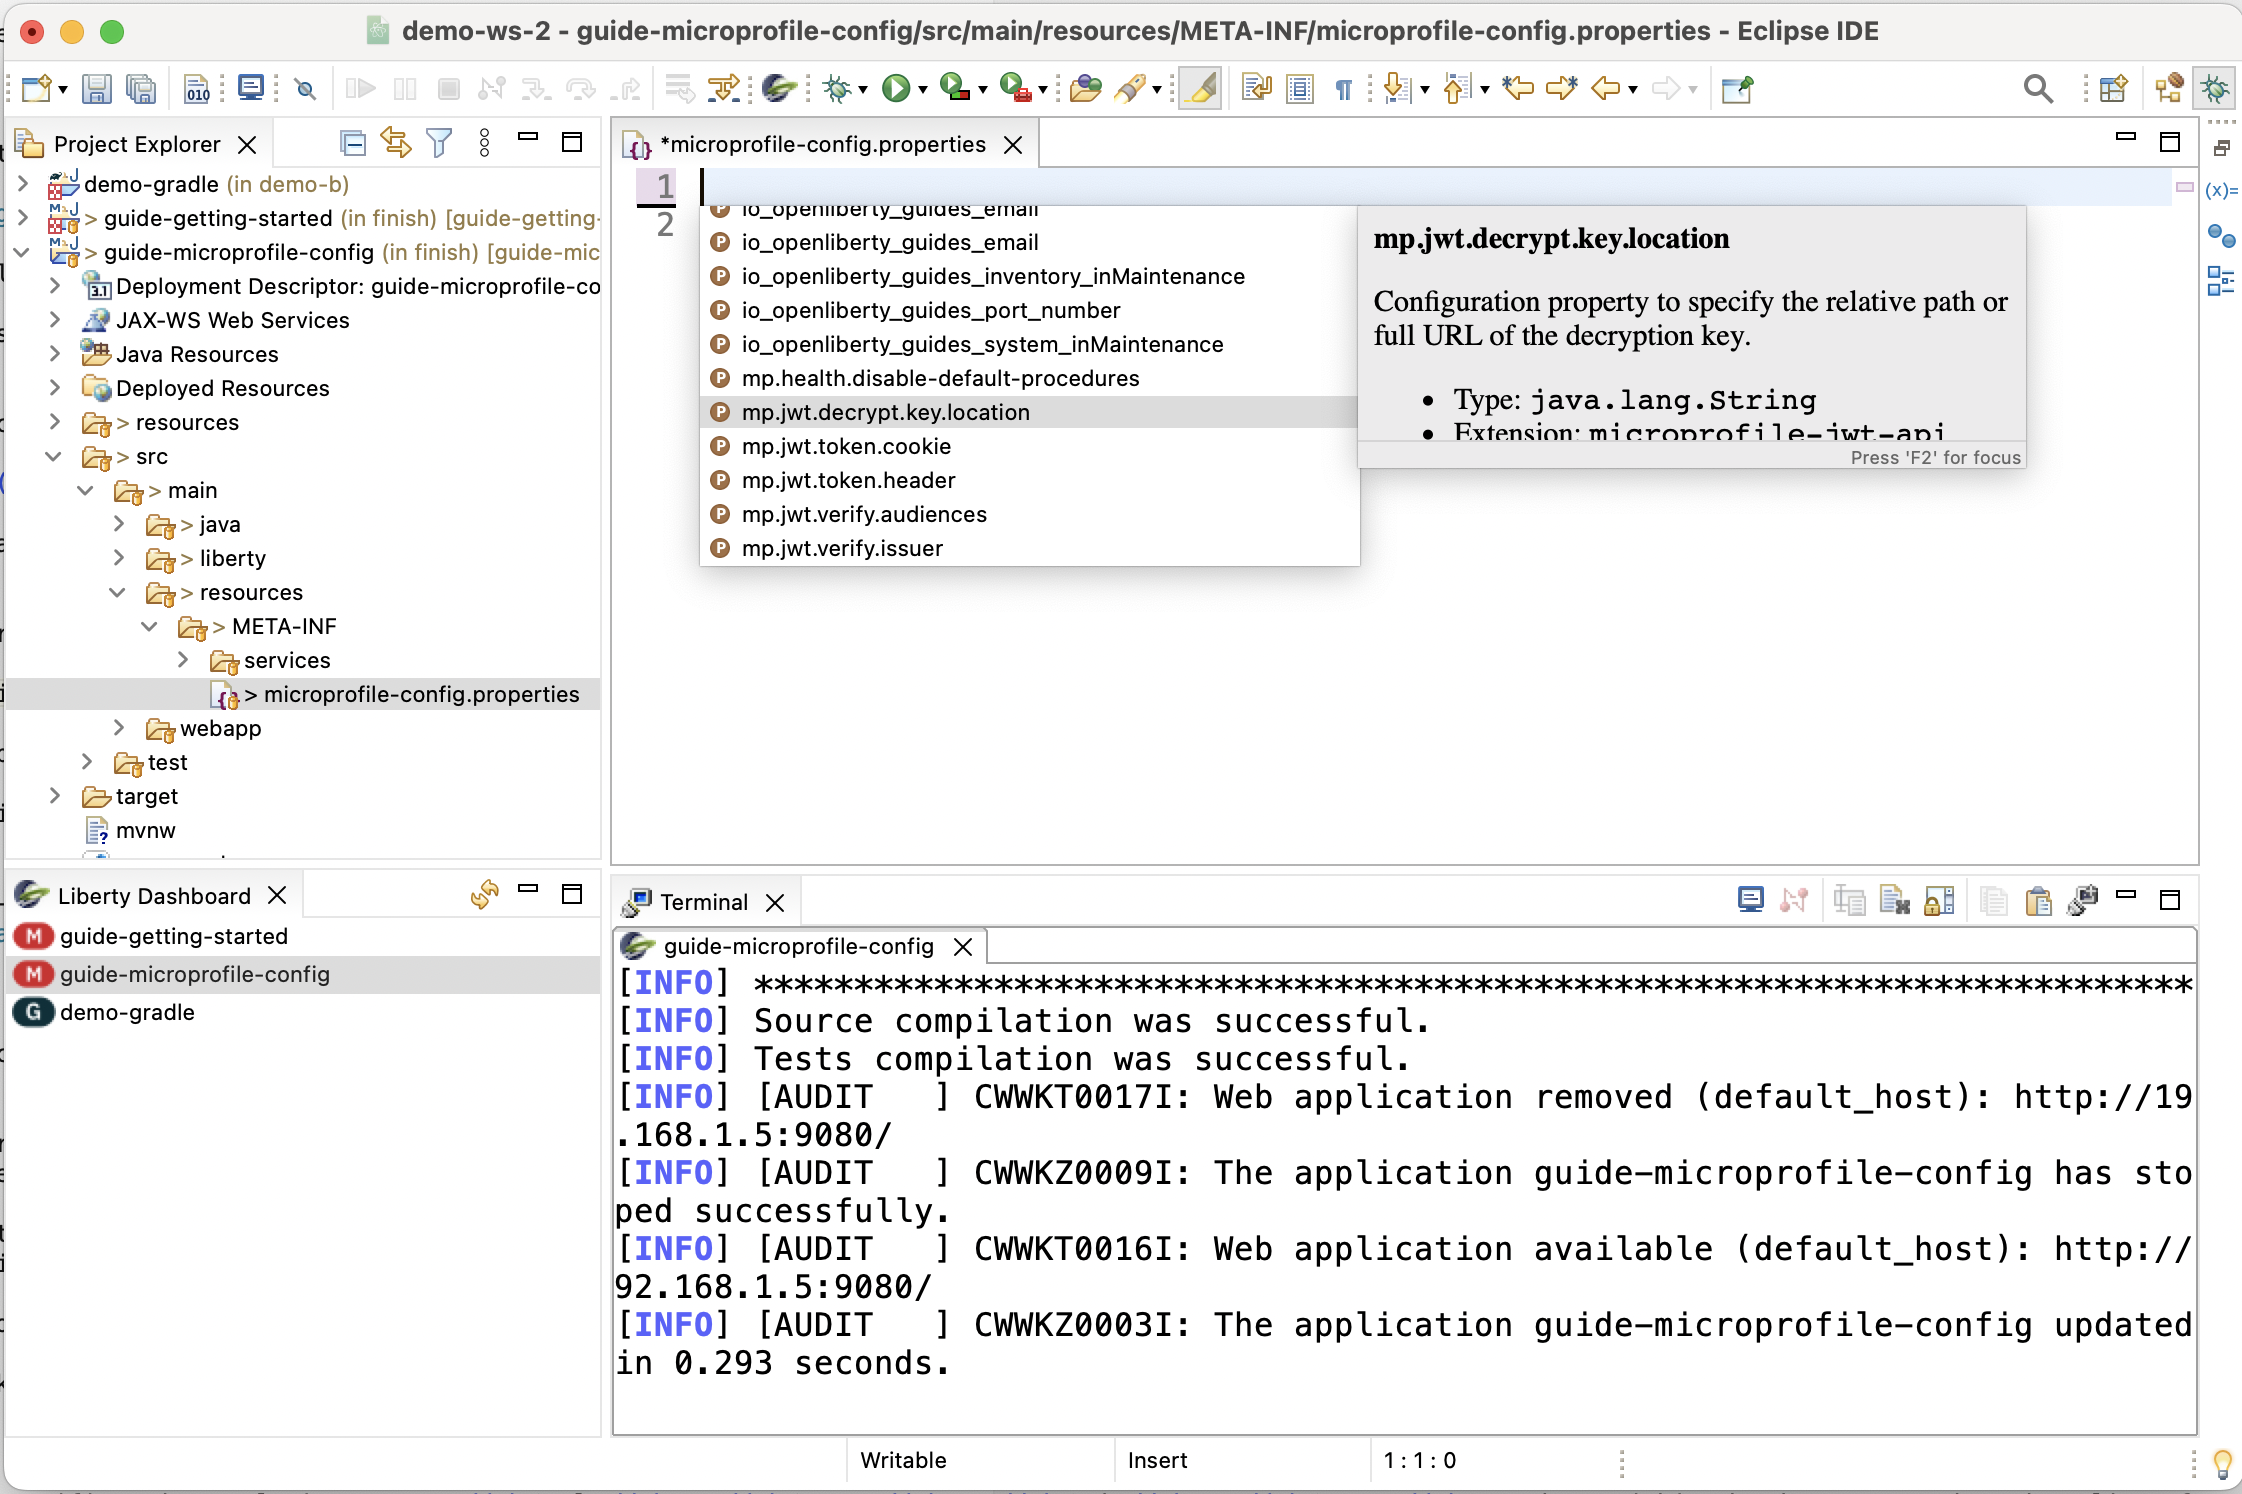 demo-ws-2 - guide-microprofile-config/src/main/resources/META-INF/microprofile-config.properties - Eclipse IDE
010
Project Explorer
demo-gradle (in demo-b)
> guide-getting-started (in finish) [guide-getting-
> guide-microprofile-config (in finish) [guide-mic
3.1 Deployment Descriptor: guide-microprofile-co
JAX-WS Web Services
Java Resources
Deployed Resources
> resources
> src
> main
> java
> liberty
> resources
> META-INF
services
> microprofile-config.properties
webapp
test
target
mvnw
*microprofile-config.properties
1
2
io_openliberty_guides_email
io_openliberty_guides_email
io_openliberty_guides_inventory_inMaintenance
io_openliberty_guides_port_number
io_openliberty_guides_system_inMaintenance
mp.health.disable-default-procedures
mp.jwt.decrypt.key.location
mp.jwt.token.cookie
mp.jwt.token.header
mp.jwt.verify.audiences
mp.jwt.verify.issuer
mp.jwt.decrypt.key.location
Configuration property to specify the relative path or
full URL of the decryption key.
• Type: java.lang.String
• Extension: microprofile-jwt-api
Press 'F2' for focus
(x)=
Liberty Dashboard
M guide-getting-started
M guide-microprofile-config
G demo-gradle
Terminal
guide-microprofile-config
[INFO] ************************************************************************
[INFO] Source compilation was successful.
[INFO] Tests compilation was successful.
[INFO] [AUDIT   ] CWWKT0017I: Web application removed (default_host): http://19
.168.1.5:9080/
[INFO] [AUDIT   ] CWWKZ0009I: The application guide-microprofile-config has sto
ped successfully.
[INFO] [AUDIT   ] CWWKT0016I: Web application available (default_host): http://
92.168.1.5:9080/
[INFO] [AUDIT   ] CWWKZ0003I: The application guide-microprofile-config updated
in 0.293 seconds.
Writable
Insert
1 : 1 : 0